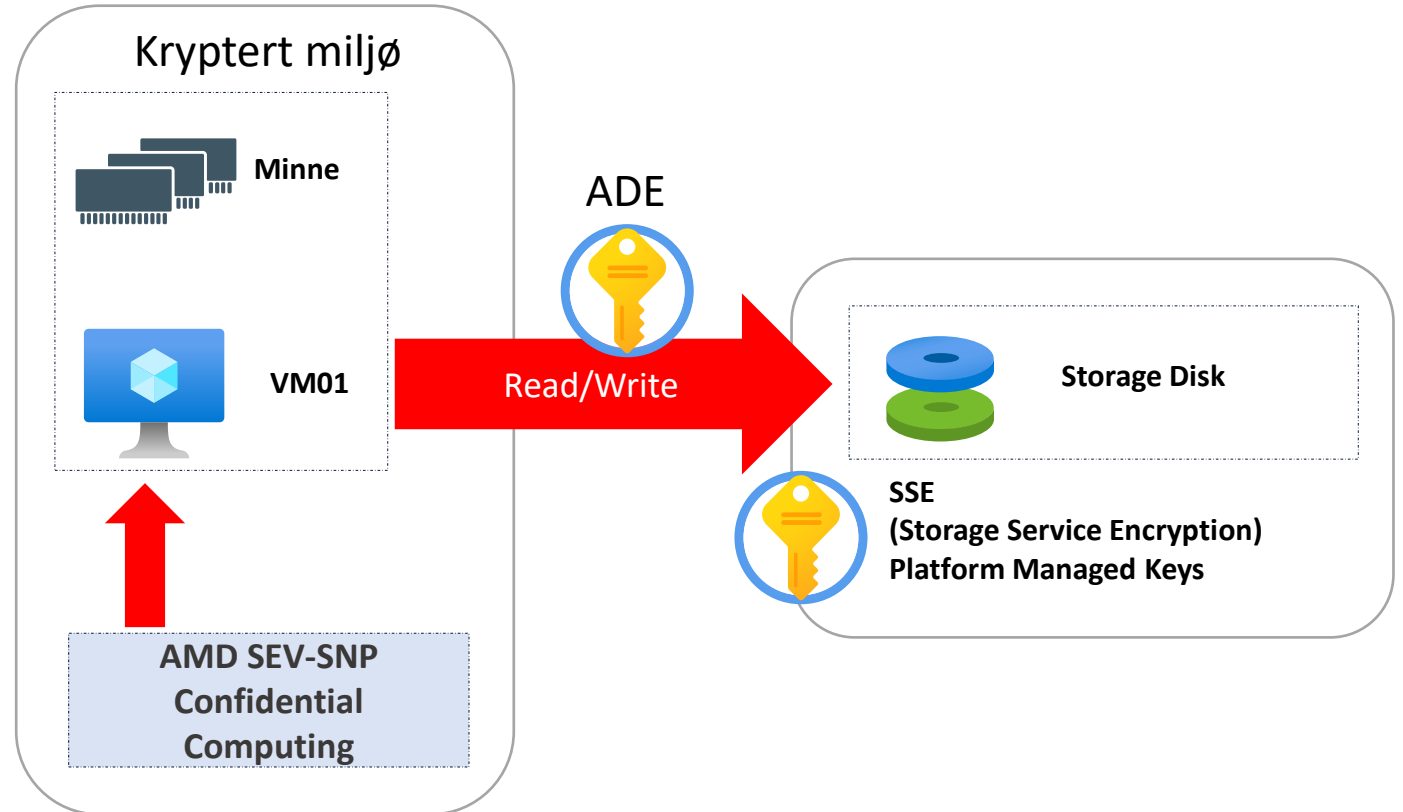 Kryptert miljø
Minne
VM01
AMD SEV-SNP
Confidential
Computing
ADE
Read/Write
Storage Disk
SSE
(Storage Service Encryption)
Platform Managed Keys